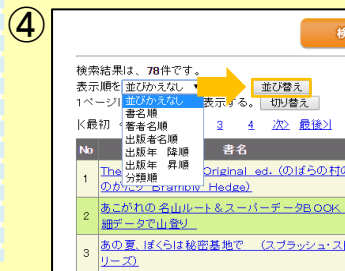 ④
検
検索結果は、78件です。
表示順を 並びかえなし 並び替え
並びかえなし
書名順
著者名順
出版者名順
出版年 降順
出版年 昇順
分類順
1ページに 表示する。 切り替え
|<最初 3 4 次> 最後>|
No 書名
1 The Original ed. (のばらの村の
のがたり Brambly Hedge)
2 あこがれの名山ルート&スーパーデータBOOK
細データで山登り
3 あの夏、ぼくらは秘密基地で (スプラッシュ・ス
リーズ)